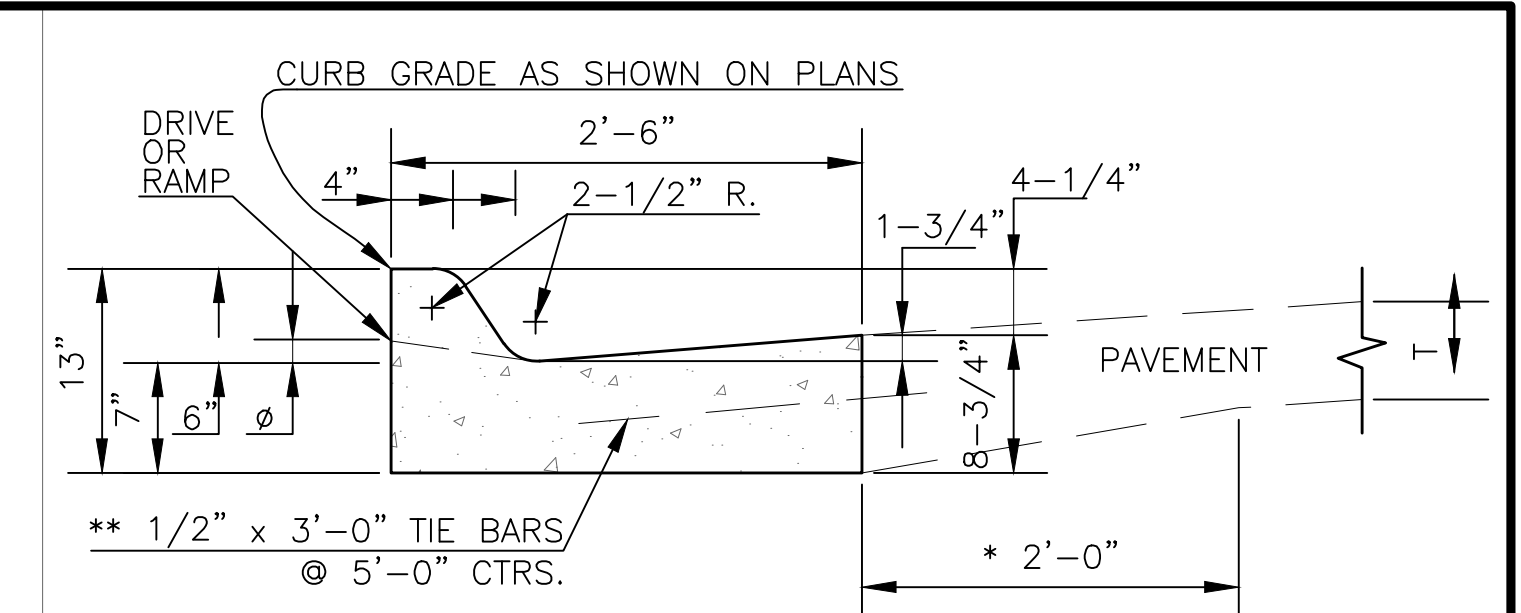 CURB GRADE AS SHOWN ON PLANS
DRIVE
OR
RAMP
2'-6"
4"
2-1/2" R.
4-1/4"
1-3/4"
13"
7"
6"
ø
8-3/4"
PAVEMENT
T
** 1/2" x 3'-0" TIE BARS
@ 5'-0" CTRS.
* 2'-0"